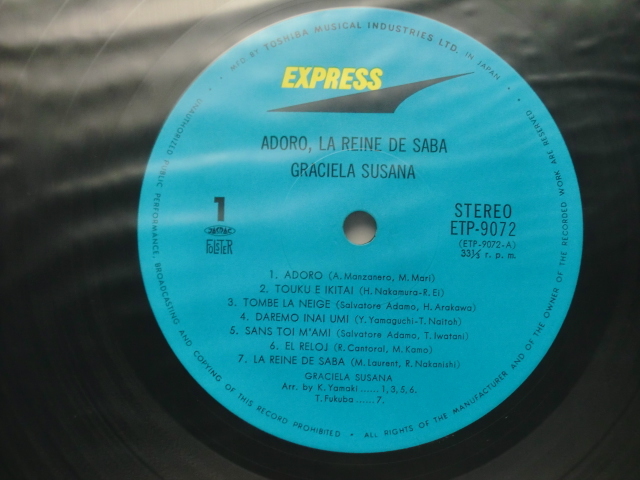 MFD. BY TOSHIBA MUSICAL INDUSTRIES LTD. IN JAPAN
EXPRESS
ADORO, LA REINE DE SABA
GRACIELA SUSANA
1
STEREO
ETP-9072
(ETP-9072-A)
33⅓ r. p. m.
JASRAC
1. ADORO (A. Manzanero, M. Mari)
2. TOUKU E IKITAI (H. Nakamura-R. Ei)
3. TOMBE LA NEIGE (Salvatore Adamo, H. Arakawa)
4. DAREMO INAI UMI (Y. Yamaguchi-T. Naitoh)
5. SANS TOI M'AMI (Salvatore Adamo, T. Iwatani)
6. EL RELOJ (R. Cantoral, M. Kamo)
7. LA REINE DE SABA (M. Laurent, R. Nakanishi)
GRACIELA SUSANA
Arr. by K. Yamaki......1, 3, 5, 6.
T. Fukubo......7.
UNAUTHORIZED PUBLIC PERFORMANCE, BROADCASTING AND COPYING OF THIS RECORD PROHIBITED • ALL RIGHTS OF THE MANUFACTURER AND OF THE OWNER OF THE RECORDED WORK ARE RESERVED